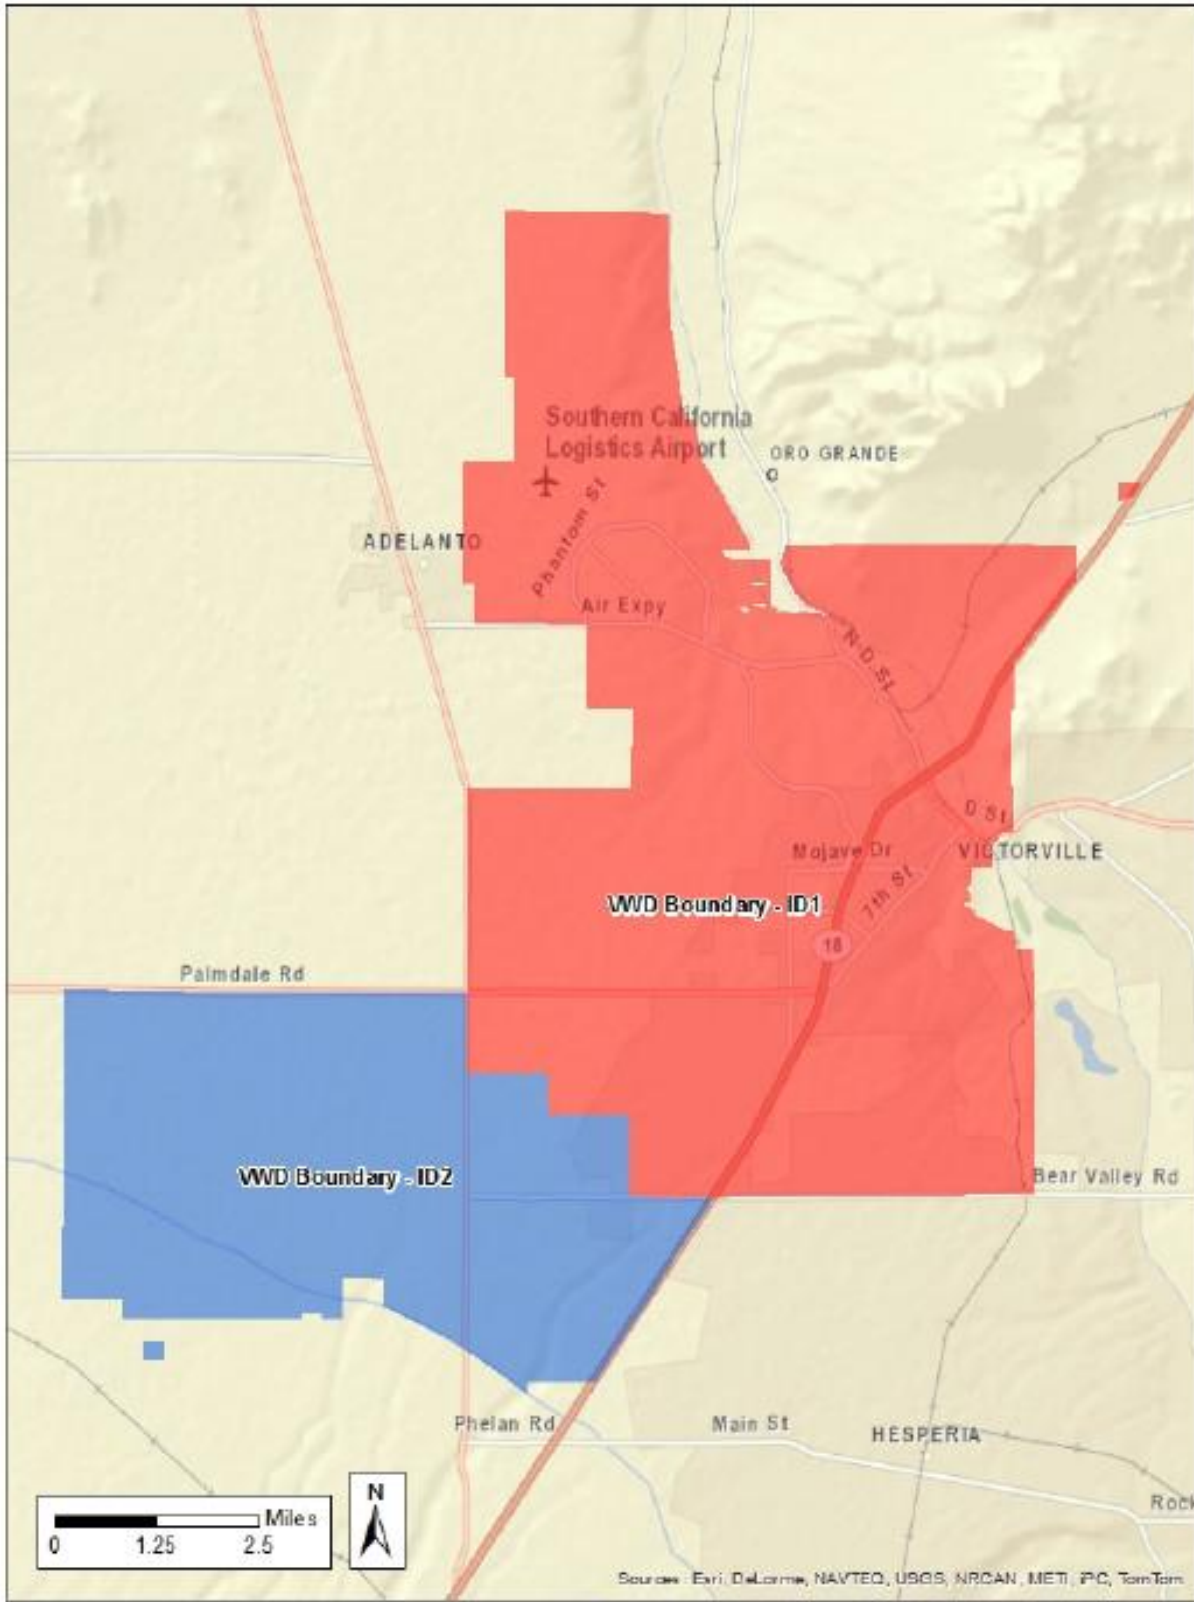 Southern California
Logistics Airport
ORO GRANDE
ADELANTO
Phantom St
Air Expy
N D St
D St
Mojave Dr
VICTORVILLE
7th St
VWD Boundary - ID1
18
Palmdale Rd
VWD Boundary - ID2
Bear Valley Rd
Phelan Rd
Main St
HESPERIA
Rock
N
Miles
0 1.25 2.5
Sources: Esri, DeLorme, NAVTEQ, USGS, NRCAN, METI, iPC, TomTom